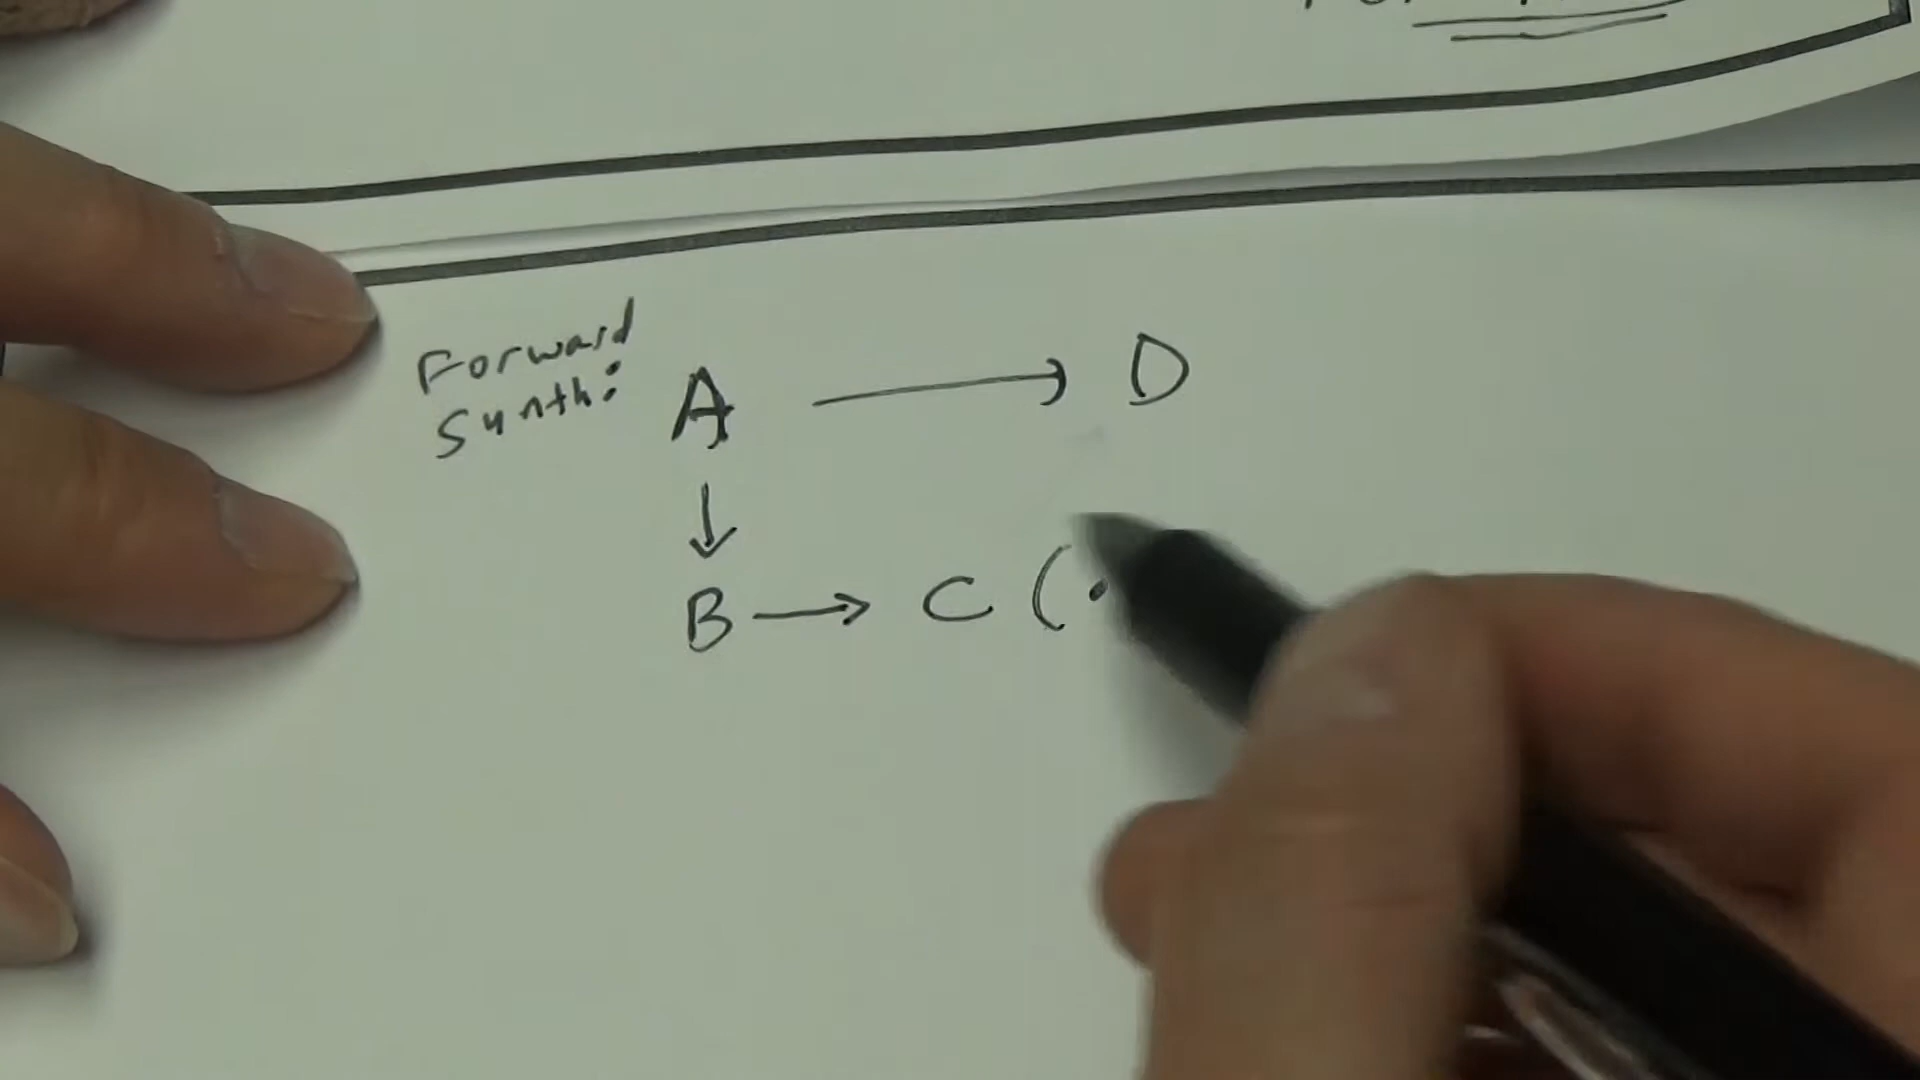 Forward
Synth:
A → D
↓
B → C (